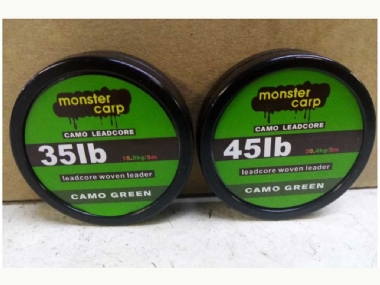 monster
carp
CAMO LEADCORE
35lb
leadcore woven leader
CAMO GREEN
monster
carp
CAMO LEADCORE
45lb
leadcore woven leader
CAMO GREEN